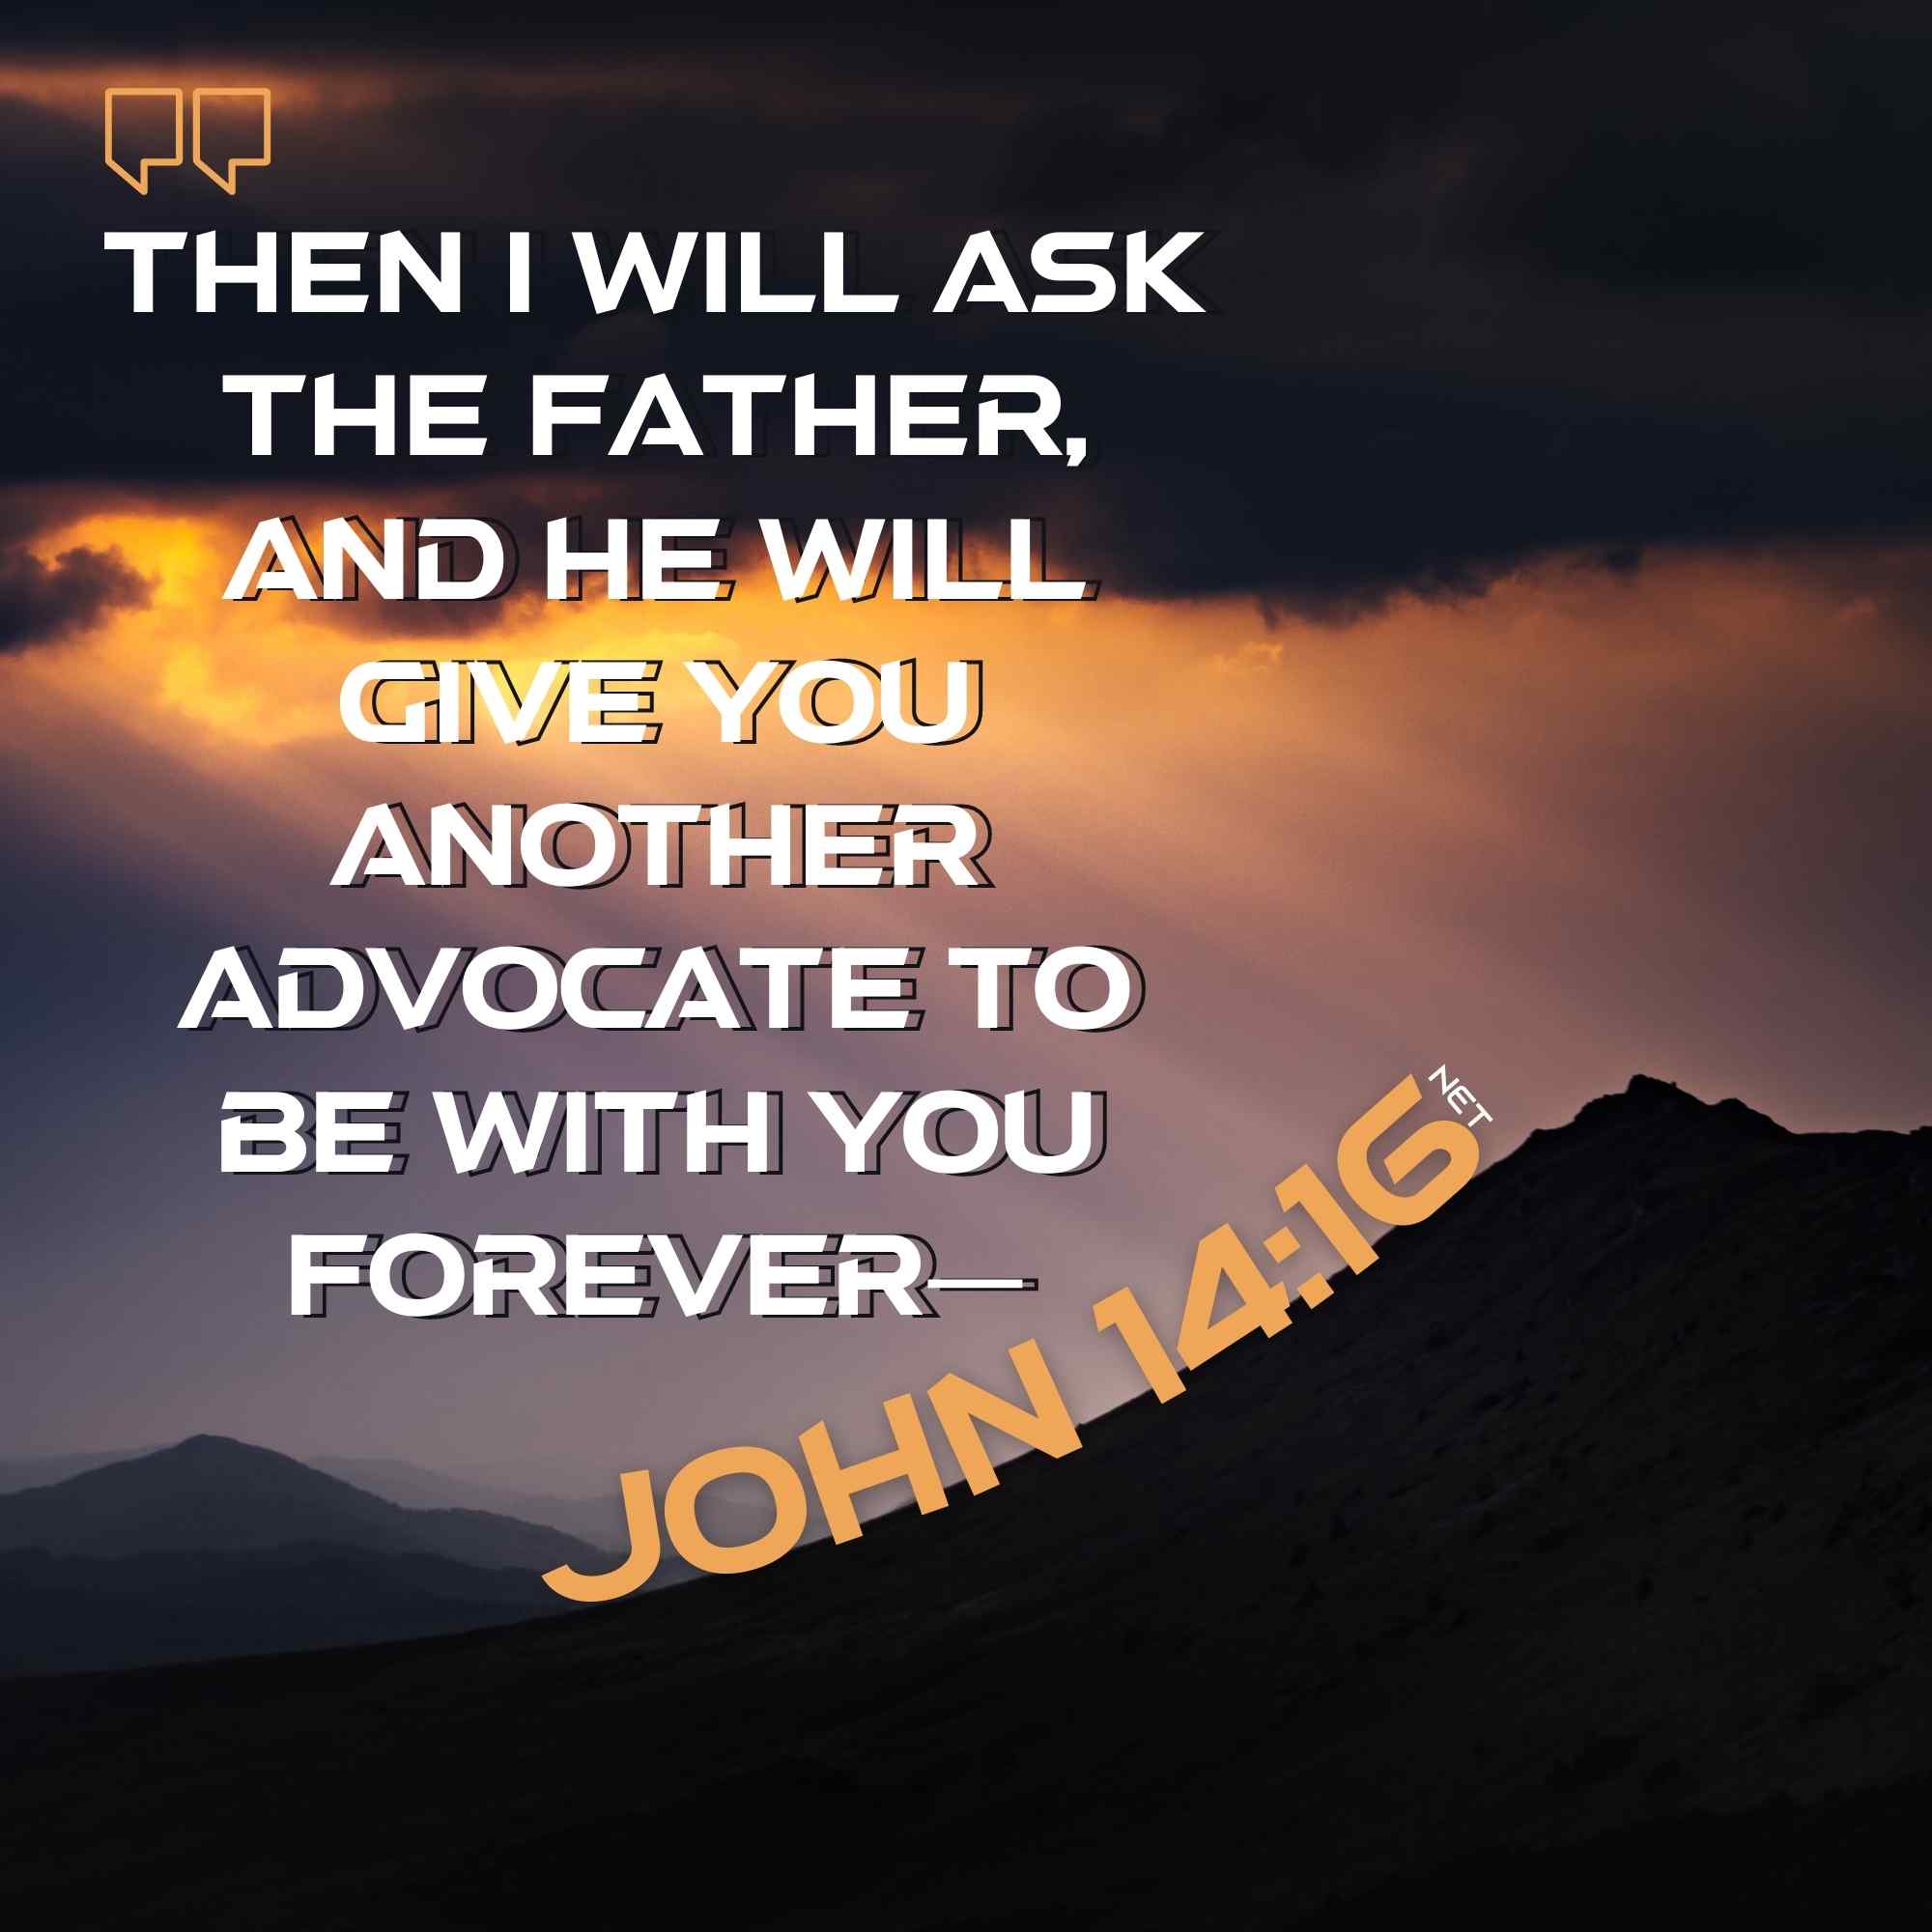 THEN I WILL ASK
THE FATHER,
AND HE WILL
GIVE YOU
ANOTHER
ADVOCATE TO
BE WITH YOU
FOREVER—
JOHN 14:16 NET